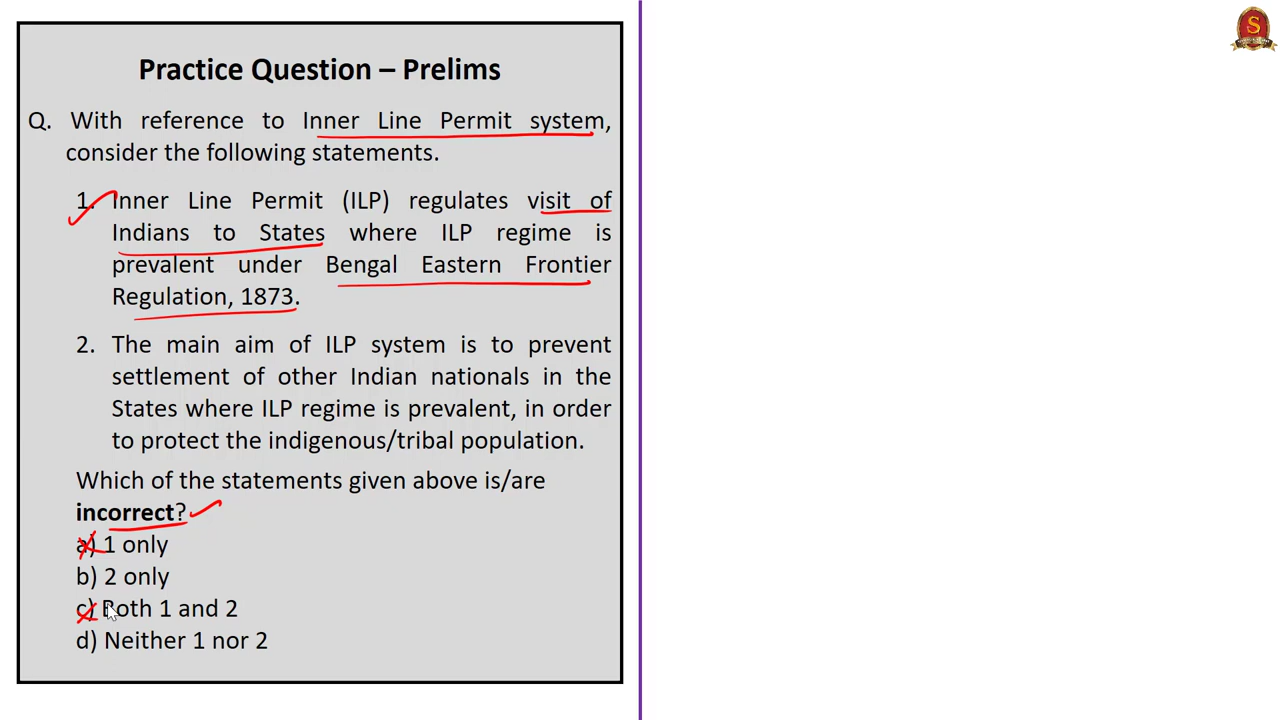 Practice Question – Prelims
Q. With reference to Inner Line Permit system,
consider the following statements.
1. Inner Line Permit (ILP) regulates visit of
Indians to States where ILP regime is
prevalent under Bengal Eastern Frontier
Regulation, 1873.
2. The main aim of ILP system is to prevent
settlement of other Indian nationals in the
States where ILP regime is prevalent, in order
to protect the indigenous/tribal population.
Which of the statements given above is/are
incorrect?
a) 1 only
b) 2 only
c) Both 1 and 2
d) Neither 1 nor 2
S